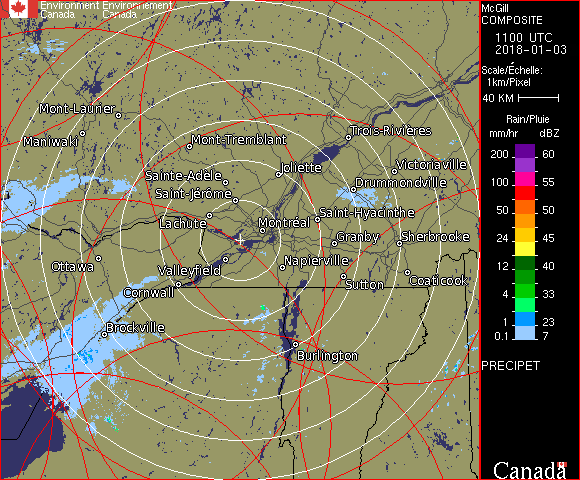 Environment Environnement
Canada Canada
McGill
COMPOSITE
1100 UTC
2018-01-03
Scale/Échelle:
1km/Pixel
40 KM
Rain/Pluie
mm/hr dBZ
200 60
100 55
50 50
24 45
12 40
8 33
4 30
1 23
0.1 7
PRECIPET
Canada
Mont-Laurier
Maniwaki
Mont-Tremblant
Trois-Rivières
Joliette
Victoriaville
Sainte-Adèle
Drummondville
Saint-Jérôme
Saint-Hyacinthe
Lachute
Montréal
Granby
Sherbrooke
Ottawa
Valleyfield
Napierville
Sutton
Coaticook
Cornwall
Brockville
Burlington